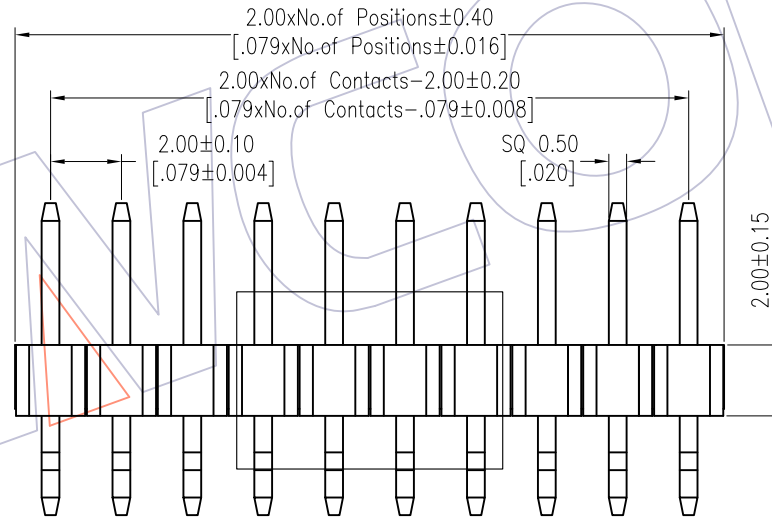 2.00xNo.of Positions±0.40
[.079xNo.of Positions±0.016]
2.00xNo.of Contacts-2.00±0.20
[.079xNo.of Contacts-.079±0.008]
2.00±0.10
[.079±0.004]
SQ 0.50
[.020]
2.00±0.15